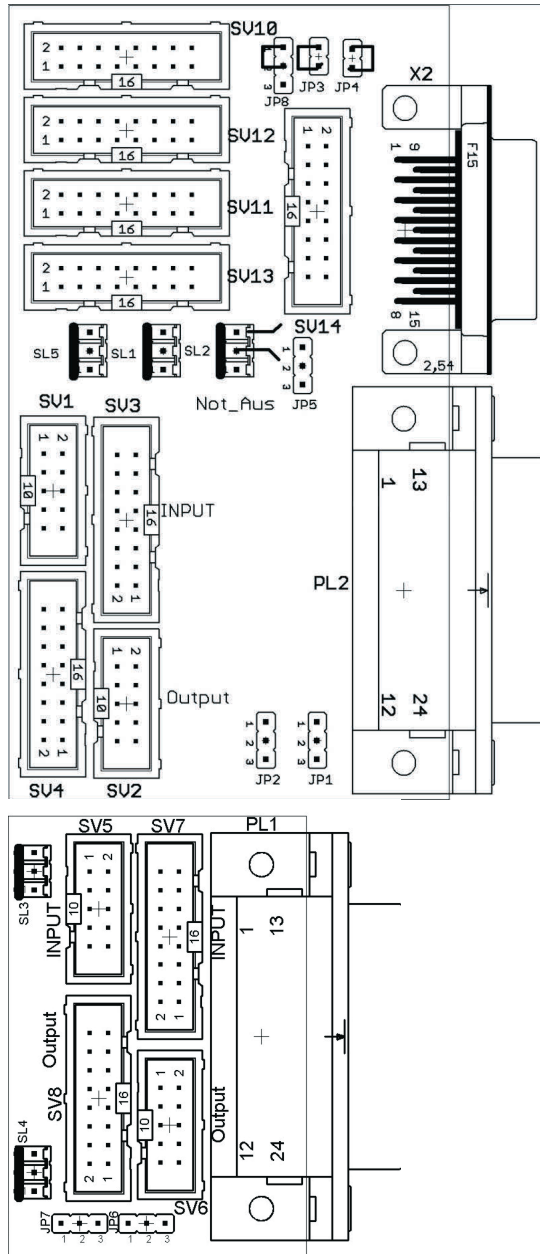 SV10
2
1
16
3
JP8
JP3
JP4
X2
2
1
16
SV12
1 2
16
1 9
F15
2
1
16
SV11
2
1
16
SV13
8 15
2,54
SV14
SL5
SL1
SL2
1
2
3
JP5
Not_Aus
SV1
SV3
1 2
10
16
INPUT
2 1
1 13
PL2
12 24
1 2
10
Output
16
2 1
SV4
SV2
1
2
3
JP2
1
2
3
JP1
SV5
SV7
PL1
SL3
INPUT
1 2
10
16
INPUT
2 1
1 13
Output
SV8
16
2 1
1 2
10
Output
12 24
SL4
SV6
JP7
1 2 3
JP6
1 2 3